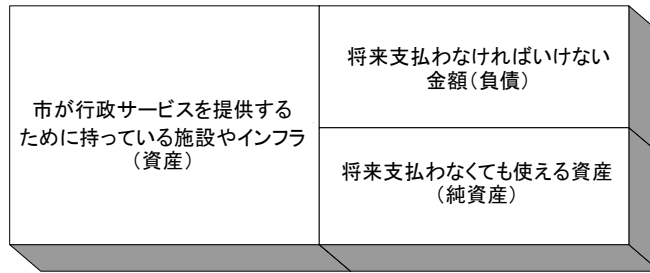 市が行政サービスを提供する
ために持っている施設やインフラ
（資産）
将来支払わなければいけない
金額（負債）
将来支払わなくても使える資産
（純資産）